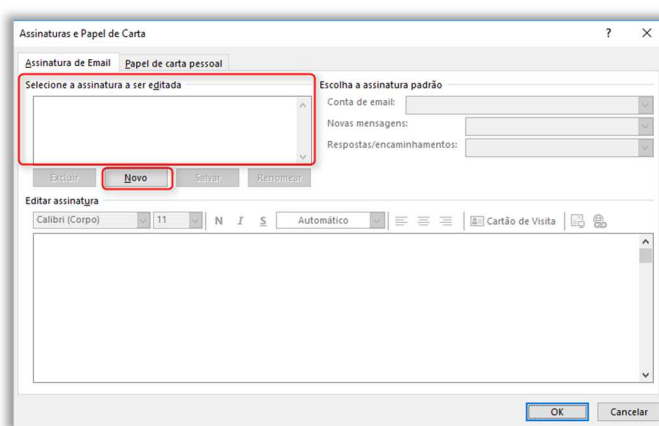 Assinaturas e Papel de Carta ? ×
Assinatura de Email Papel de carta pessoal
Selecione a assinatura a ser editada
Escolha a assinatura padrão
Conta de email:
Novas mensagens:
Respostas/encaminhamentos:
Excluir Novo Salvar Renomear
Editar assinatura
Calibri (Corpo) 11 N I S Automático Cartão de Visita
OK Cancelar